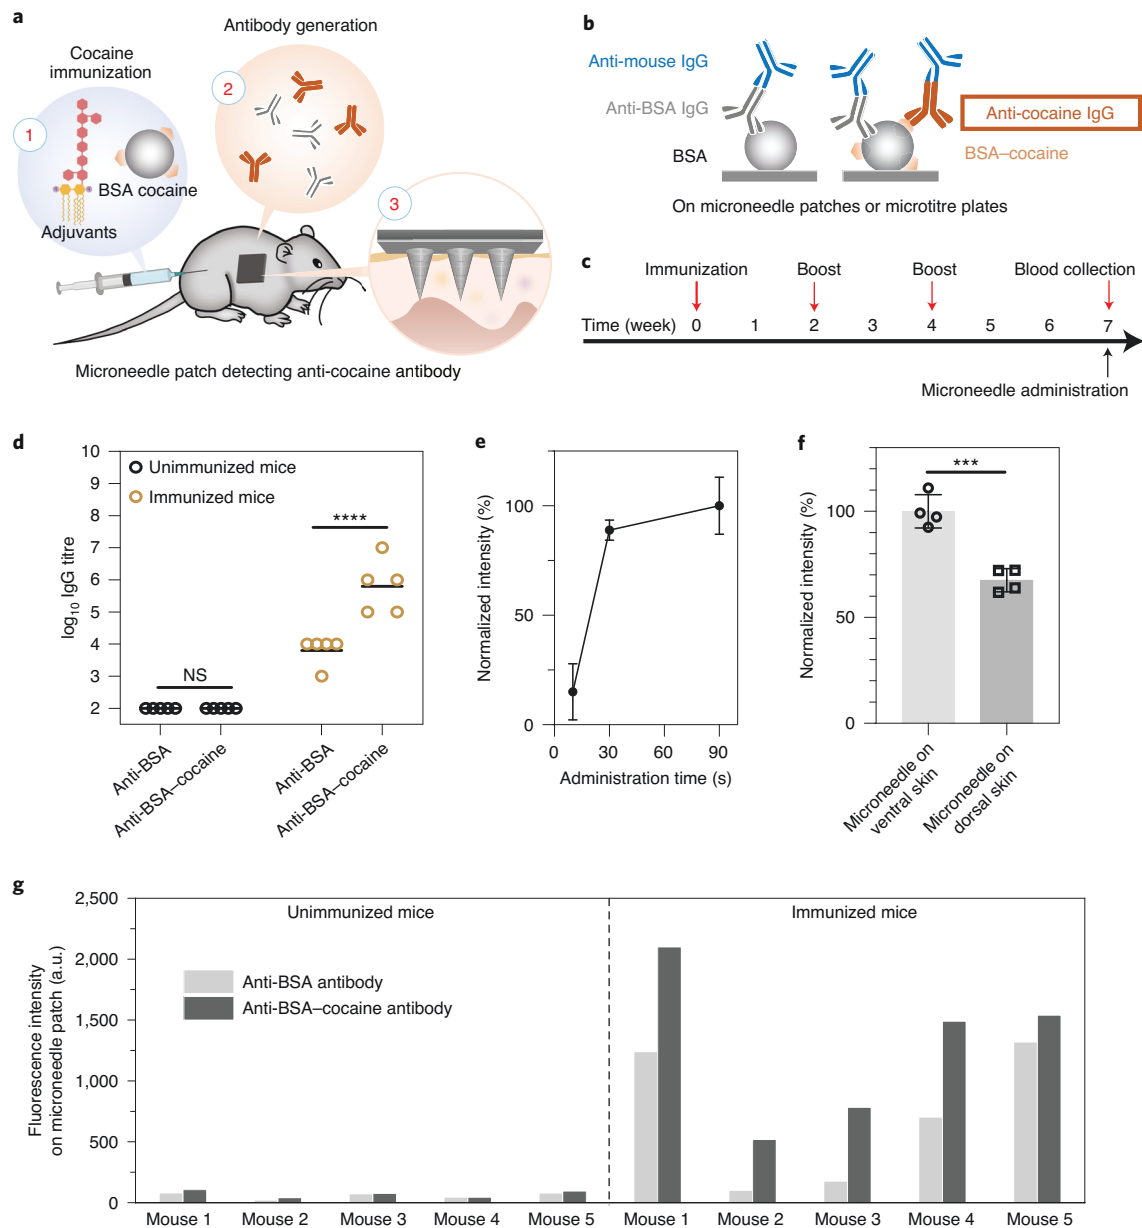 a
Antibody generation
Cocaine
immunization
1
2
BSA cocaine
Adjuvants
3
Microneedle patch detecting anti-cocaine antibody
b
Anti-mouse IgG
Anti-BSA IgG
Anti-cocaine IgG
BSA
BSA–cocaine
On microneedle patches or microtitre plates
c
Immunization
Boost
Boost
Blood collection
Time (week)
0 1 2 3 4 5 6 7
Microneedle administration
d
log10 IgG titre
10
9
8
7
6
5
4
3
2
Unimmunized mice
Immunized mice
NS
****
Anti-BSA
Anti-BSA–cocaine
Anti-BSA
Anti-BSA–cocaine
e
Normalized intensity (%)
100
50
0
0 30 60 90
Administration time (s)
f
Normalized intensity (%)
100
50
0
***
Microneedle on
ventral skin
Microneedle on
dorsal skin
g
Fluorescence intensity
on microneedle patch (a.u.)
2,500
2,000
1,500
1,000
500
0
Unimmunized mice
Immunized mice
Anti-BSA antibody
Anti-BSA–cocaine antibody
Mouse 1 Mouse 2 Mouse 3 Mouse 4 Mouse 5 Mouse 1 Mouse 2 Mouse 3 Mouse 4 Mouse 5